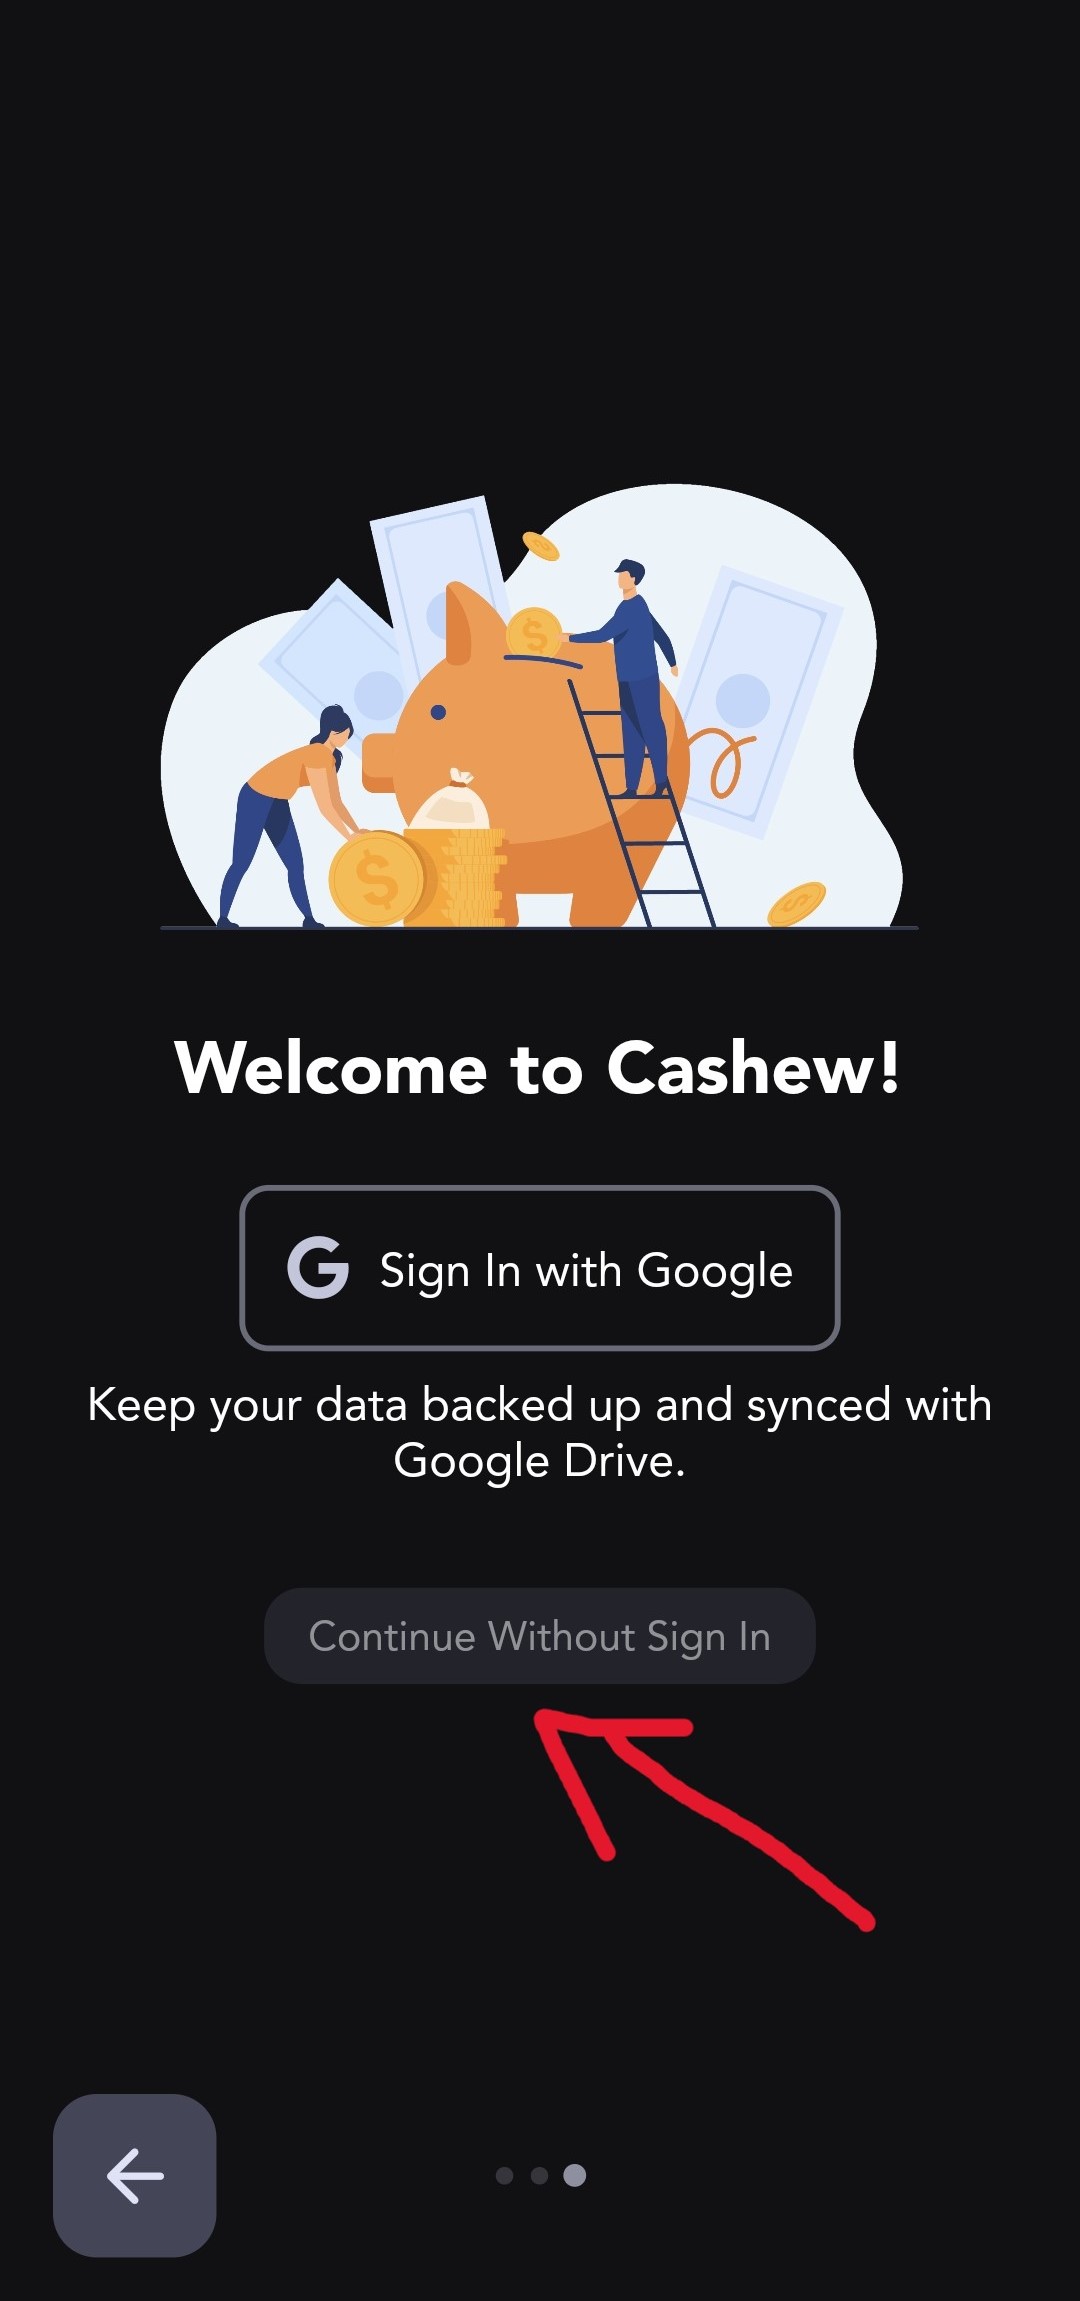 Welcome to Cashew!
Sign In with Google
Keep your data backed up and synced with
Google Drive.
Continue Without Sign In